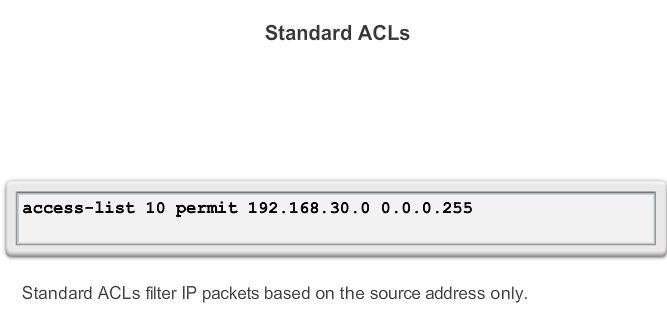 Standard ACLs
access-list 10 permit 192.168.30.0 0.0.0.255
Standard ACLs filter IP packets based on the source address only.